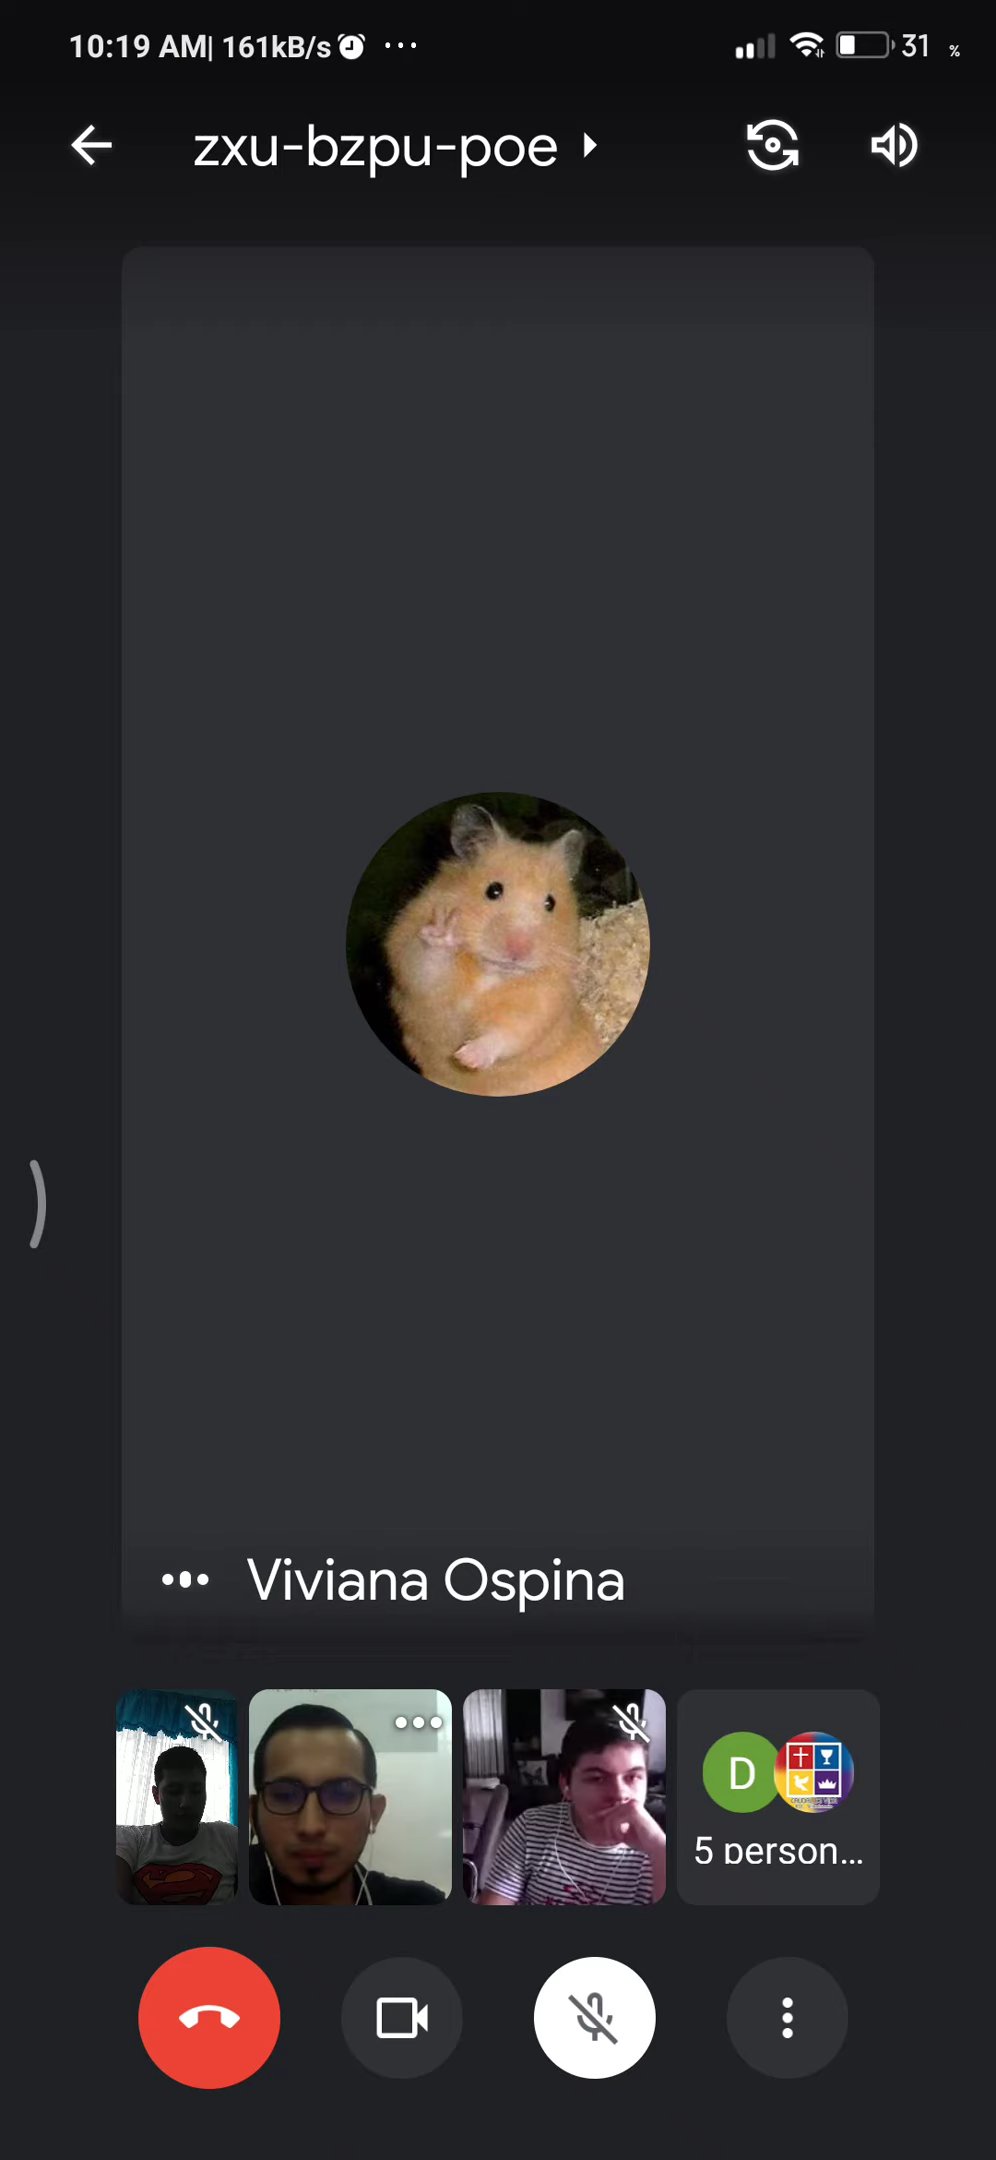 10:19 AM| 161kB/s ... 31 %
zxu-bzpu-poe
Viviana Ospina
D
5 person...